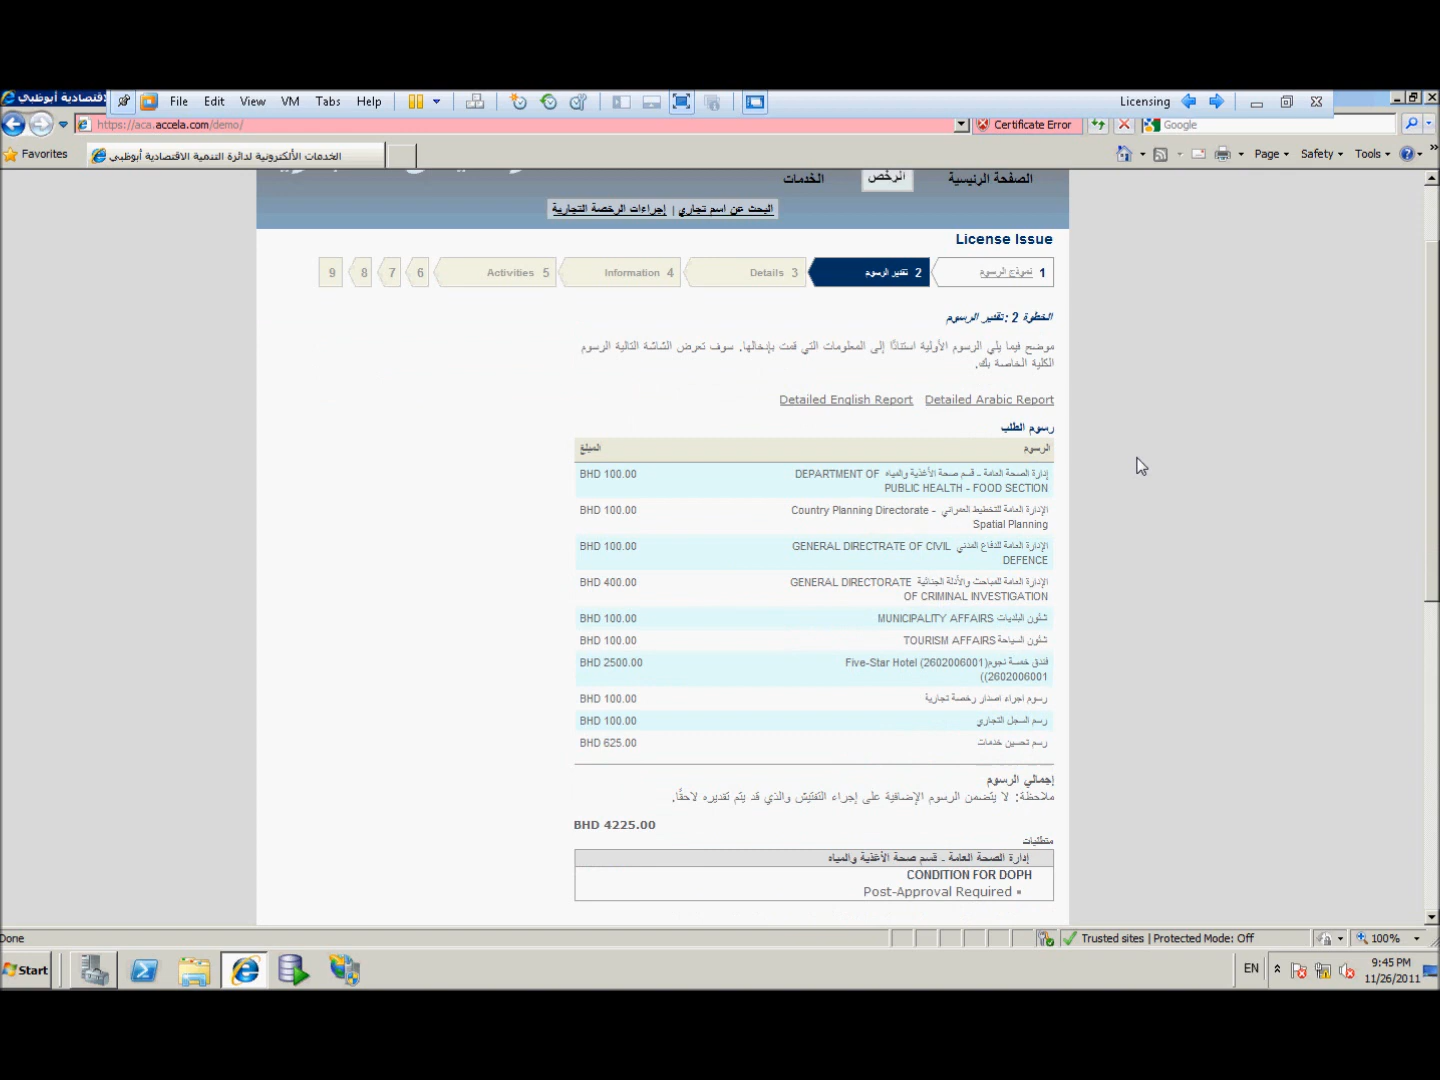 الاقتصادية أبوظبي
File Edit View VM Tabs Help
Licensing
https://aca.accela.com/demo/
Certificate Error
Google
Favorites
الخدمات الألكترونية لدائرة التنمية الاقتصادية أبوظبي
Page Safety Tools
الصفحة الرئيسية الرخص الخدمات
البحث عن اسم تجاري | إجراءات الرخصة التجارية
License Issue
1 نموذج الرسوم
2 تقدير الرسوم
3 Details
4 Information
5 Activities
6
7
8
9
الخطوة 2 :تقدير الرسوم
موضح فيما يلي الرسوم الأولية استنادًا إلى المعلومات التي قمت بإدخالها. سوف تعرض الشاشة التالية الرسوم
الكلية الخاصة بك.
Detailed English Report Detailed Arabic Report
رسوم الطلب
الرسوم المبلغ
إدارة الصحة العامة - قسم صحة الأغذية والمياه DEPARTMENT OF BHD 100.00
PUBLIC HEALTH - FOOD SECTION
الإدارة العامة للتخطيط العمراني - Country Planning Directorate BHD 100.00
Spatial Planning
الإدارة العامة للدفاع المدني GENERAL DIRECTRATE OF CIVIL BHD 100.00
DEFENCE
الإدارة العامة للمباحث والأدلة الجنائية GENERAL DIRECTORATE BHD 400.00
OF CRIMINAL INVESTIGATION
شئون البلديات MUNICIPALITY AFFAIRS BHD 100.00
شئون السياحة TOURISM AFFAIRS BHD 100.00
فندق خمسة نجوم(2602006001) Five-Star Hotel BHD 2500.00
((2602006001
رسوم اجراء اصدار رخصة تجارية BHD 100.00
رسم السجل التجاري BHD 100.00
رسم تحسين خدمات BHD 625.00
إجمالي الرسوم
ملاحظة: لا يتضمن الرسوم الإضافية على إجراء التفتيش والذي قد يتم تقديره لاحقًا.
BHD 4225.00
متطلبات
إدارة الصحة العامة - قسم صحة الأغذية والمياه
CONDITION FOR DOPH
Post-Approval Required
Done
Trusted sites | Protected Mode: Off
100%
Start
EN
9:45 PM
11/26/2011